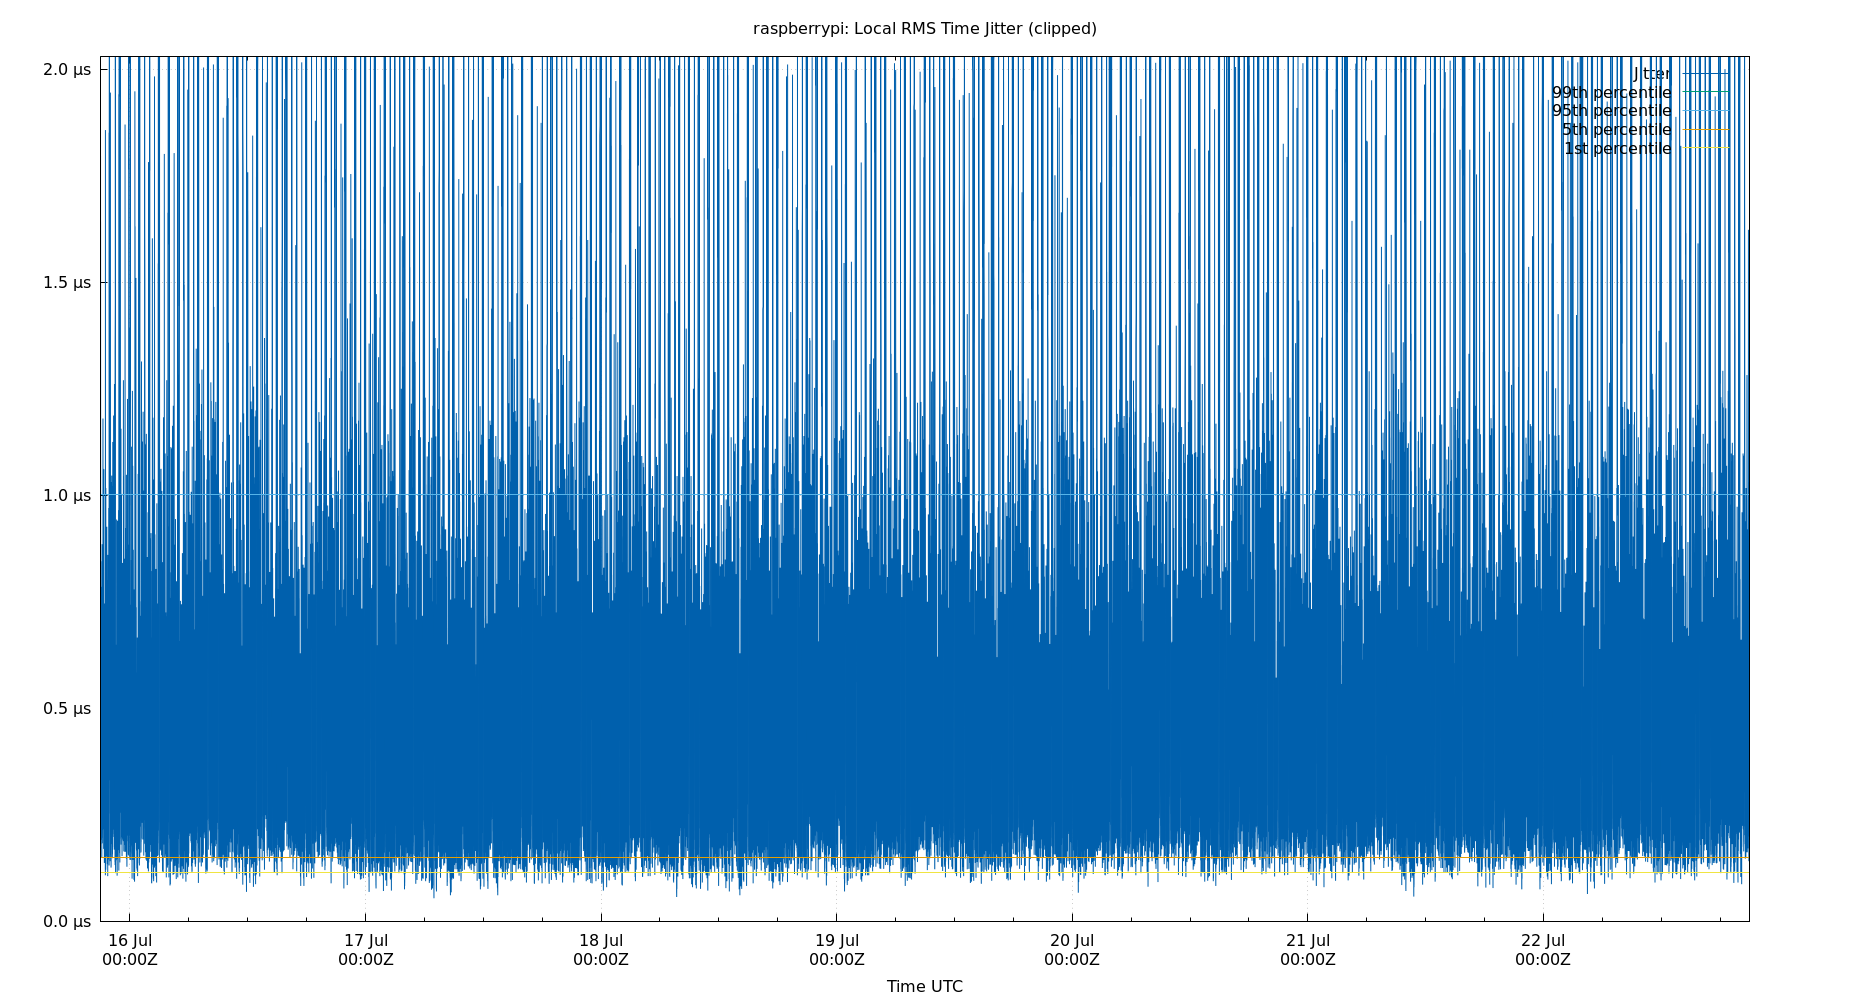 raspberrypi: Local RMS Time Jitter (clipped)
2.0 µs
1.5 µs
1.0 µs
0.5 µs
0.0 µs
Jitter
99th percentile
95th percentile
5th percentile
1st percentile
16 Jul 17 Jul 18 Jul 19 Jul 20 Jul 21 Jul 22 Jul
00:00Z 00:00Z 00:00Z 00:00Z 00:00Z 00:00Z 00:00Z
Time UTC